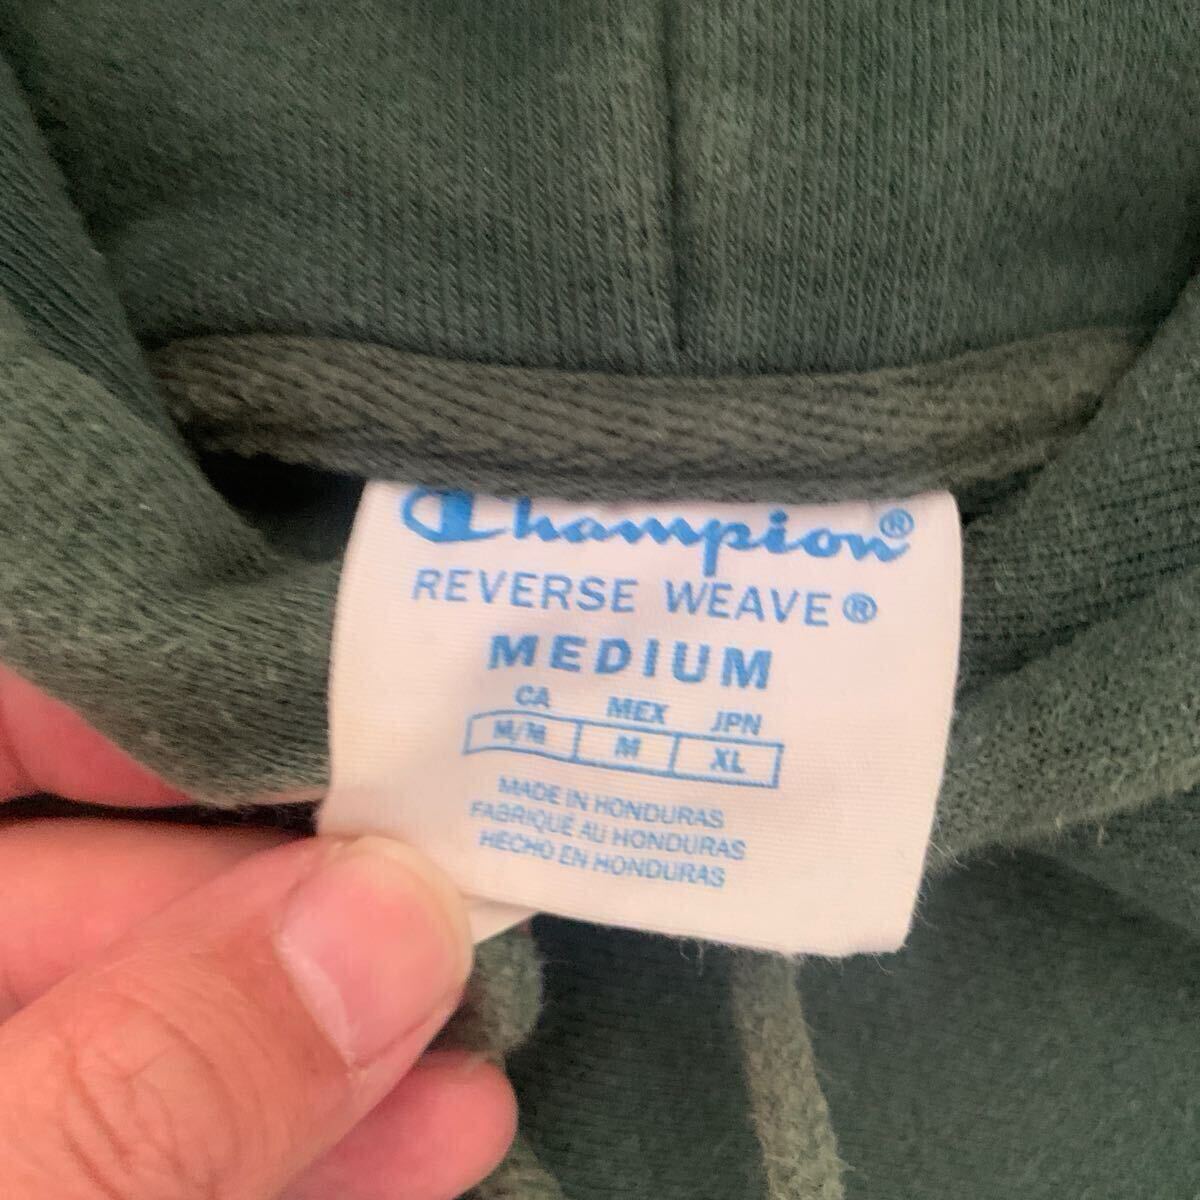 Champion®
REVERSE WEAVE®
MEDIUM
CA MEX JPN
M/M M XL
MADE IN HONDURAS
FABRIQUÉ AU HONDURAS
HECHO EN HONDURAS